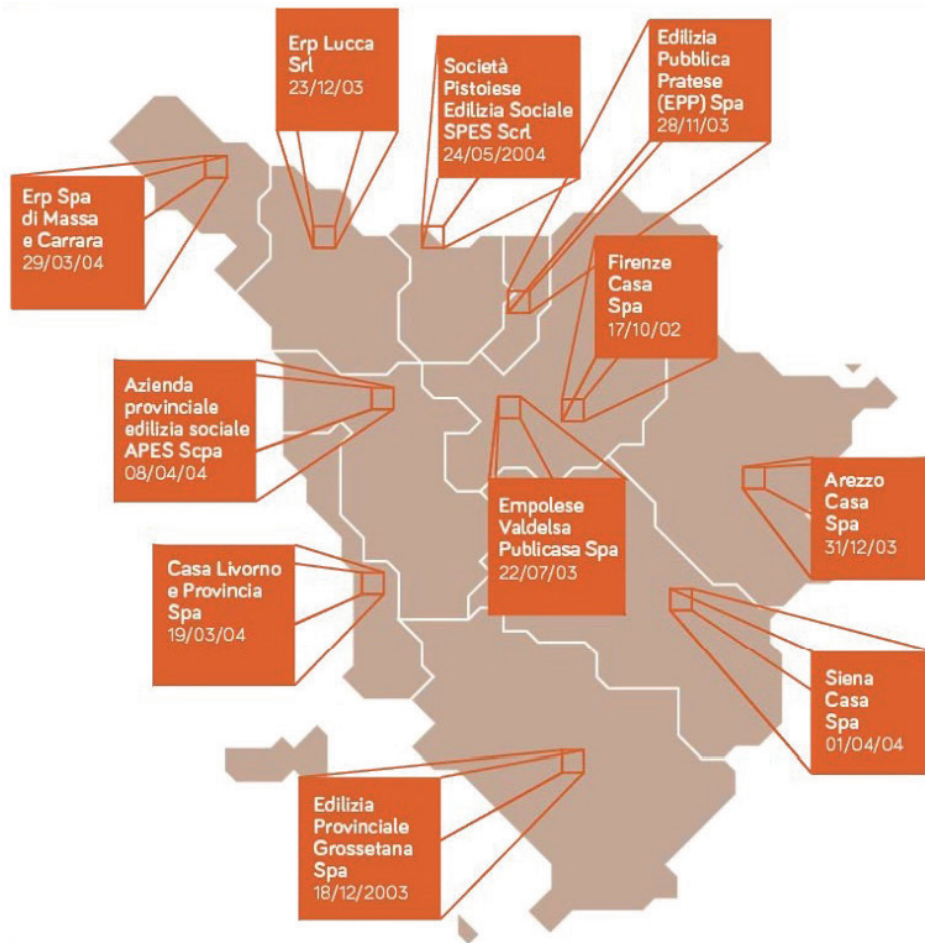 Erp Lucca
Srl
23/12/03
Società
Pistoiese
Edilizia Sociale
SPES Scrl
24/05/2004
Edilizia
Pubblica
Pratese
(EPP) Spa
28/11/03
Erp Spa
di Massa
e Carrara
29/03/04
Firenze
Casa
Spa
17/10/02
Azienda
provinciale
edilizia sociale
APES Scpa
08/04/04
Arezzo
Casa
Spa
31/12/03
Empolese
Valdelsa
Publicasa Spa
22/07/03
Casa Livorno
e Provincia
Spa
19/03/04
Siena
Casa
Spa
01/04/04
Edilizia
Provinciale
Grossetana
Spa
18/12/2003